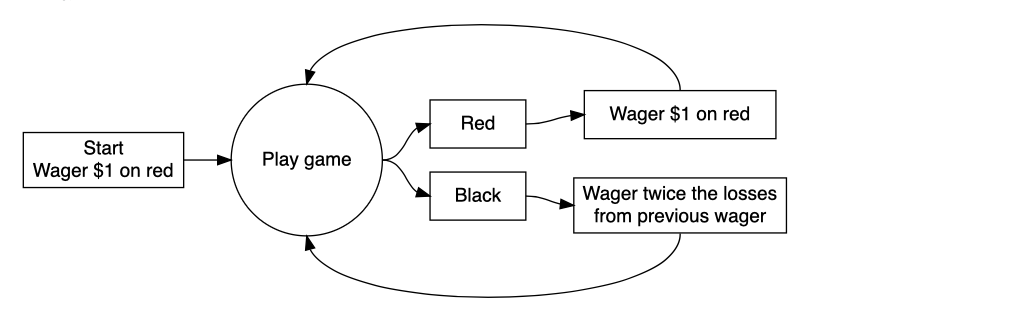 Start
Wager $1 on red
Play game
Red
Wager $1 on red
Black
Wager twice the losses
from previous wager